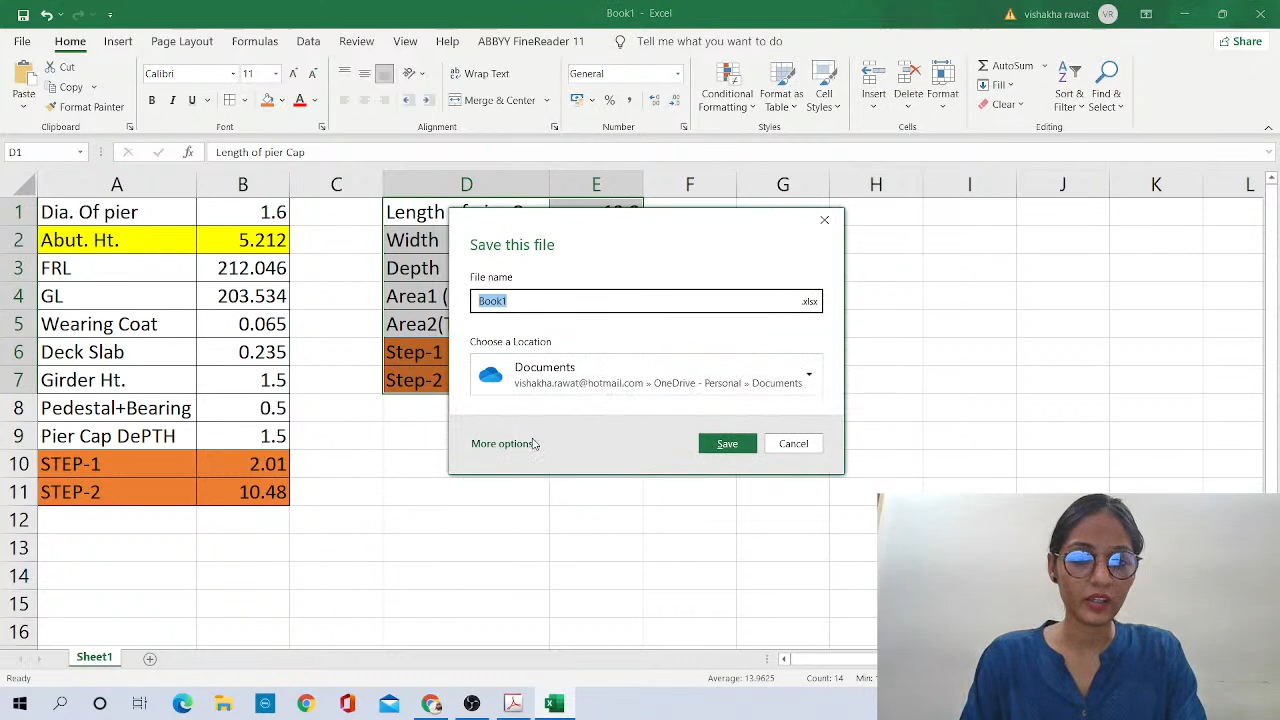 Book1 - Excel
vishakha rawat VR
File Home Insert Page Layout Formulas Data Review View Help ABBYY FineReader 11 Tell me what you want to do Share
Paste
Cut
Copy
Format Painter
Clipboard
Calibri 11
B I U A
Font
Wrap Text
Merge & Center
Alignment
General
% ,
Number
Conditional Formatting
Format as Table
Cell Styles
Styles
Insert Delete Format
Cells
AutoSum
Fill
Clear
Sort & Filter
Find & Select
Editing
D1 fx Length of pier Cap
A B C D E F G H I J K L
1 Dia. Of pier 1.6 Length
2 Abut. Ht. 5.212 Width
3 FRL 212.046 Depth
4 GL 203.534 Area1 (
5 Wearing Coat 0.065 Area2(T
6 Deck Slab 0.235 Step-1
7 Girder Ht. 1.5 Step-2
8 Pedestal+Bearing 0.5
9 Pier Cap DePTH 1.5
10 STEP-1 2.01
11 STEP-2 10.48
12
13
14
15
16
Save this file
File name
Book1 .xlsx
Choose a Location
Documents
vishakha.rawat@hotmail.com » OneDrive - Personal » Documents
More options
Save Cancel
Sheet1
Ready Average: 13.9625 Count: 14